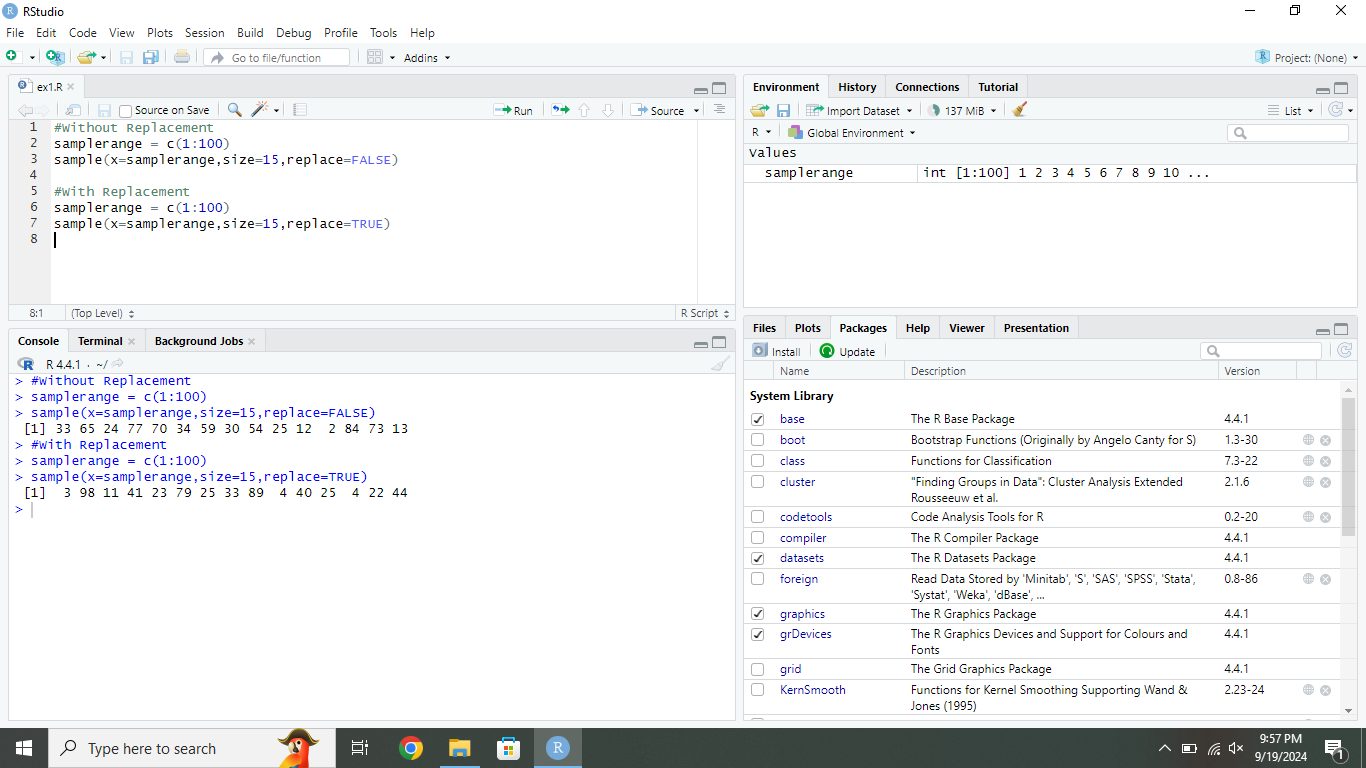 RStudio
File Edit Code View Plots Session Build Debug Profile Tools Help
Go to file/function Addins Project: (None)
ex1.R
Source on Save Run Source
1 #Without Replacement
2 samplerange = c(1:100)
3 sample(x=samplerange,size=15,replace=FALSE)
4
5 #With Replacement
6 samplerange = c(1:100)
7 sample(x=samplerange,size=15,replace=TRUE)
8
8:1 (Top Level) R Script
Console Terminal Background Jobs
R 4.4.1 · ~/
> #Without Replacement
> samplerange = c(1:100)
> sample(x=samplerange,size=15,replace=FALSE)
[1] 33 65 24 77 70 34 59 30 54 25 12 2 84 73 13
> #With Replacement
> samplerange = c(1:100)
> sample(x=samplerange,size=15,replace=TRUE)
[1] 3 98 11 41 23 79 25 33 89 4 40 25 4 22 44
>
Environment History Connections Tutorial
Import Dataset 137 MiB List
R Global Environment
Values
samplerange int [1:100] 1 2 3 4 5 6 7 8 9 10 ...
Files Plots Packages Help Viewer Presentation
Install Update
Name Description Version
System Library
base The R Base Package 4.4.1
boot Bootstrap Functions (Originally by Angelo Canty for S) 1.3-30
class Functions for Classification 7.3-22
cluster "Finding Groups in Data": Cluster Analysis Extended 2.1.6
Rousseeuw et al.
codetools Code Analysis Tools for R 0.2-20
compiler The R Compiler Package 4.4.1
datasets The R Datasets Package 4.4.1
foreign Read Data Stored by 'Minitab', 'S', 'SAS', 'SPSS', 'Stata', 0.8-86
'Systat', 'Weka', 'dBase', ...
graphics The R Graphics Package 4.4.1
grDevices The R Graphics Devices and Support for Colours and 4.4.1
Fonts
grid The Grid Graphics Package 4.4.1
KernSmooth Functions for Kernel Smoothing Supporting Wand & 2.23-24
Jones (1995)
Type here to search
9:57 PM
9/19/2024
1